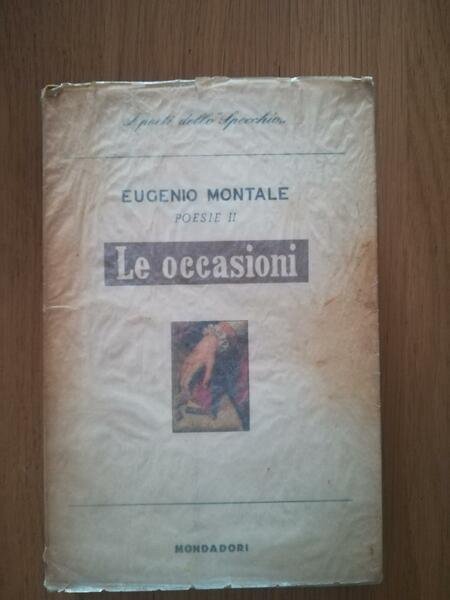 I poeti dello "Specchio"
EUGENIO MONTALE
POESIE II
Le occasioni
MONDADORI